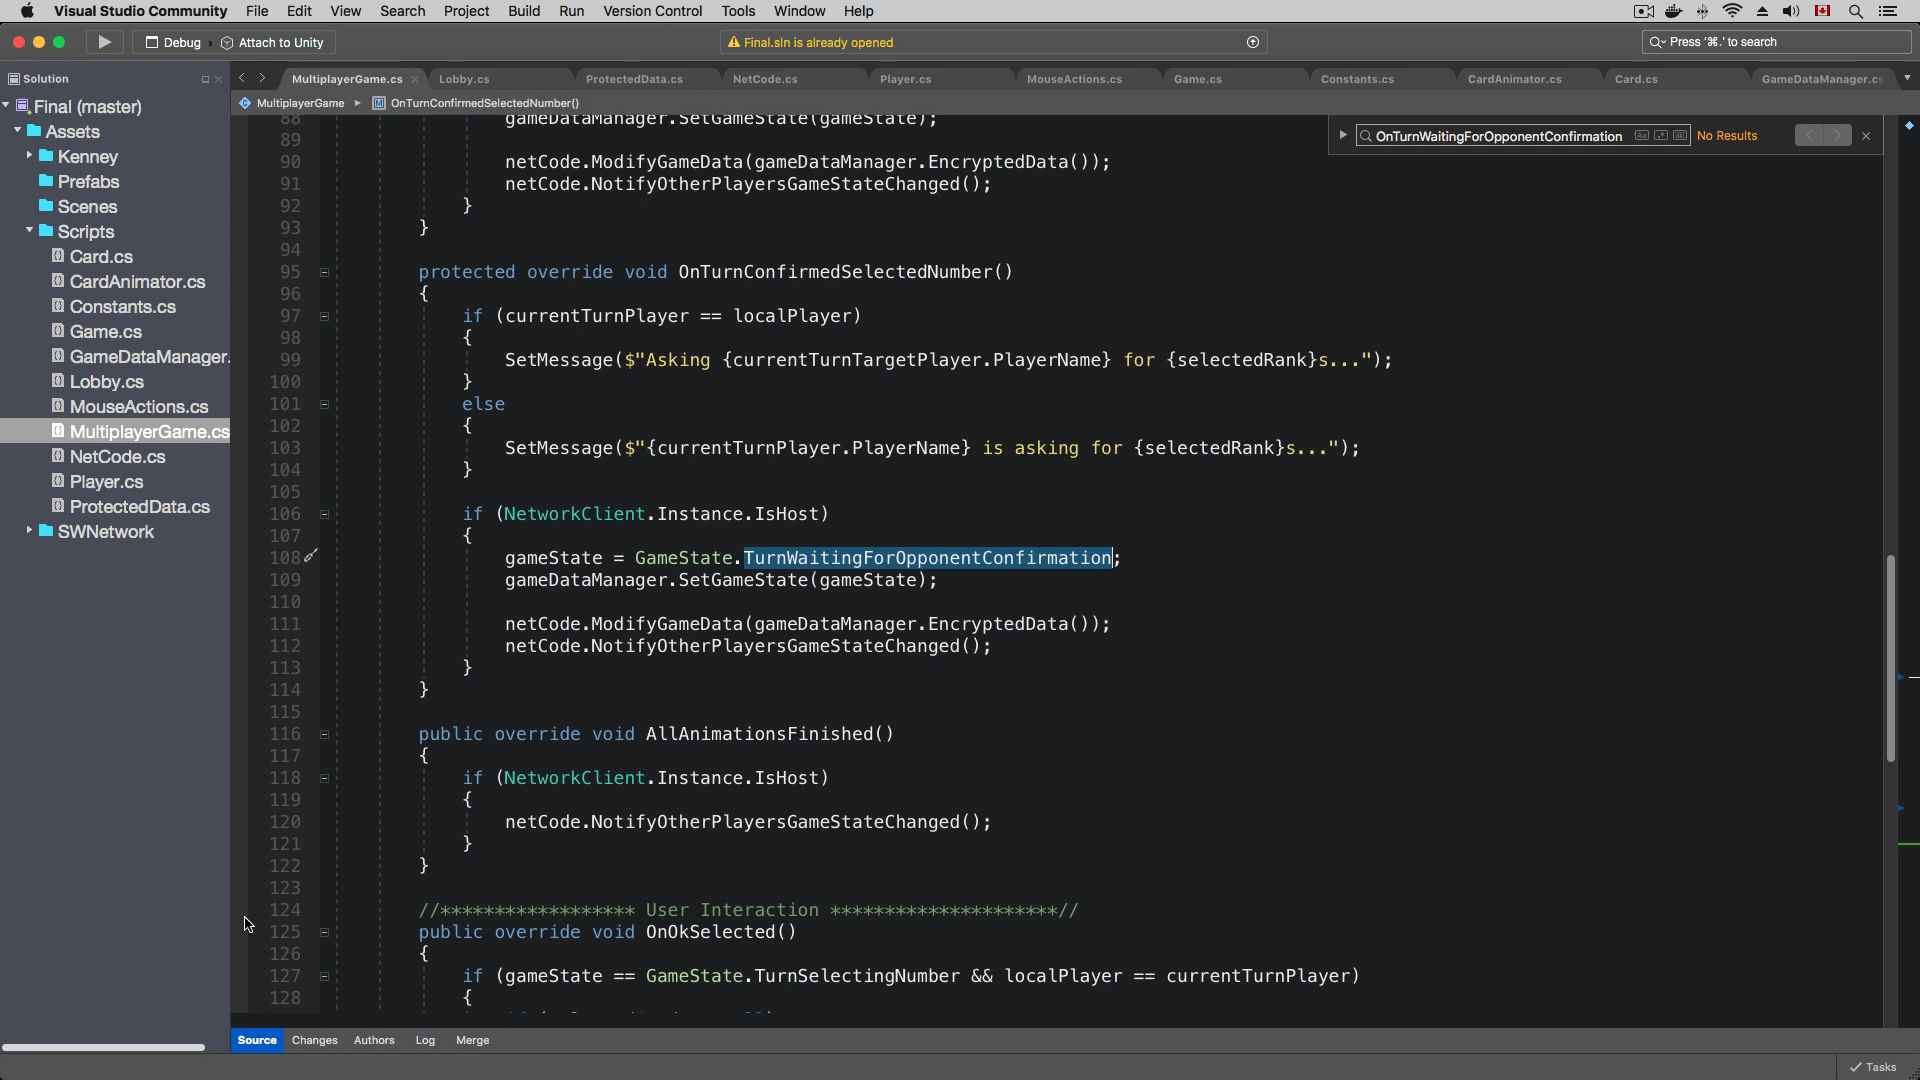 Visual Studio Community File Edit View Search Project Build Run Version Control Tools Window Help
Debug › Attach to Unity
Final.sln is already opened
Press '⌘.' to search
Solution
MultiplayerGame.cs Lobby.cs ProtectedData.cs NetCode.cs Player.cs MouseActions.cs Game.cs Constants.cs CardAnimator.cs Card.cs GameDataManager.cs
MultiplayerGame ▸ OnTurnConfirmedSelectedNumber()
Final (master)
Assets
Kenney
Prefabs
Scenes
Scripts
Card.cs
CardAnimator.cs
Constants.cs
Game.cs
GameDataManager.
Lobby.cs
MouseActions.cs
MultiplayerGame.cs
NetCode.cs
Player.cs
ProtectedData.cs
SWNetwork
OnTurnWaitingForOpponentConfirmation Aa .* Ab No Results
88 gameDataManager.SetGameState(gameState);
89
90 netCode.ModifyGameData(gameDataManager.EncryptedData());
91 netCode.NotifyOtherPlayersGameStateChanged();
92 }
93 }
94
95 protected override void OnTurnConfirmedSelectedNumber()
96 {
97 if (currentTurnPlayer == localPlayer)
98 {
99 SetMessage($"Asking {currentTurnTargetPlayer.PlayerName} for {selectedRank}s...");
100 }
101 else
102 {
103 SetMessage($"{currentTurnPlayer.PlayerName} is asking for {selectedRank}s...");
104 }
105
106 if (NetworkClient.Instance.IsHost)
107 {
108 gameState = GameState.TurnWaitingForOpponentConfirmation;
109 gameDataManager.SetGameState(gameState);
110
111 netCode.ModifyGameData(gameDataManager.EncryptedData());
112 netCode.NotifyOtherPlayersGameStateChanged();
113 }
114 }
115
116 public override void AllAnimationsFinished()
117 {
118 if (NetworkClient.Instance.IsHost)
119 {
120 netCode.NotifyOtherPlayersGameStateChanged();
121 }
122 }
123
124 //****************** User Interaction *********************//
125 public override void OnOkSelected()
126 {
127 if (gameState == GameState.TurnSelectingNumber && localPlayer == currentTurnPlayer)
128 {
Source Changes Authors Log Merge
Tasks